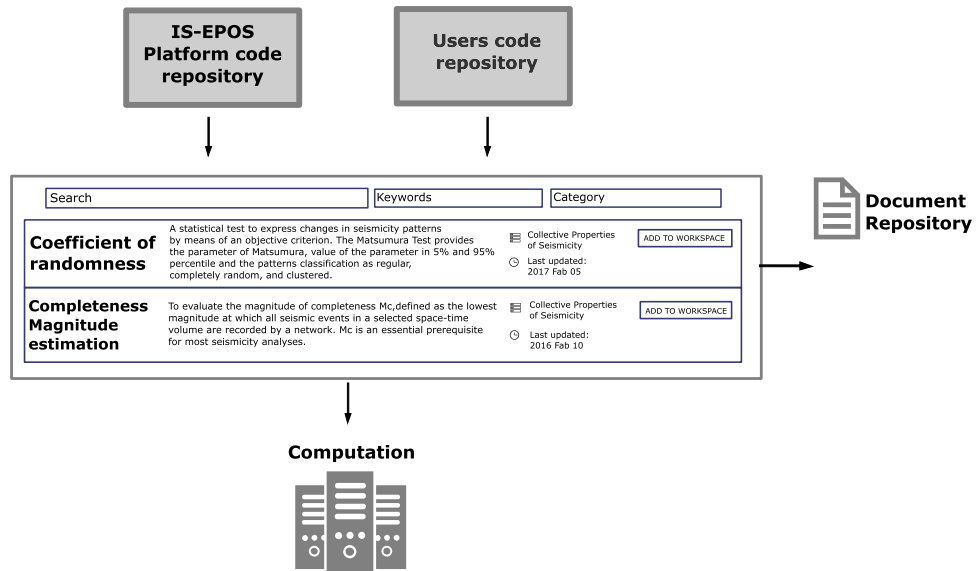 IS-EPOS
Platform code
repository
Users code
repository
Search
Keywords
Category
Coefficient of
randomness
A statistical test to express changes in seismicity patterns
by means of an objective criterion. The Matsumura Test provides
the parameter of Matsumura, value of the parameter in 5% and 95%
percentile and the patterns classification as regular,
completely random, and clustered.
Collective Properties
of Seismicity
Last updated:
2017 Fab 05
ADD TO WORKSPACE
Completeness
Magnitude
estimation
To evaluate the magnitude of completeness Mc,defined as the lowest
magnitude at which all seismic events in a selected space-time
volume are recorded by a network. Mc is an essential prerequisite
for most seismicity analyses.
Collective Properties
of Seismicity
Last updated:
2016 Fab 10
ADD TO WORKSPACE
Document
Repository
Computation